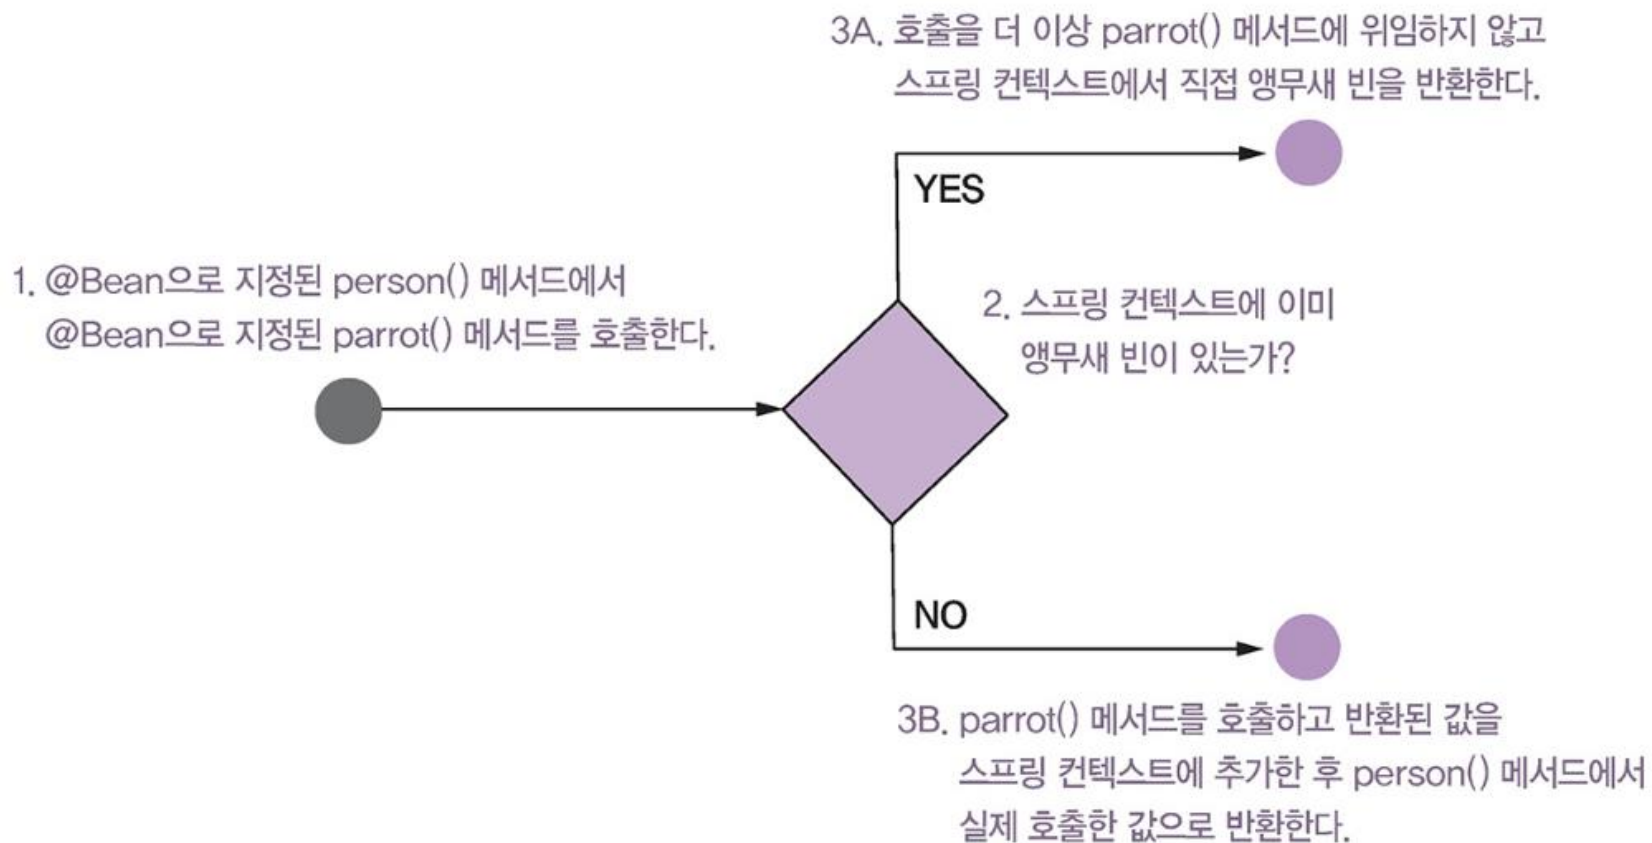 3A. 호출을 더 이상 parrot() 메서드에 위임하지 않고
스프링 컨텍스트에서 직접 앵무새 빈을 반환한다.
YES
1. @Bean으로 지정된 person() 메서드에서
@Bean으로 지정된 parrot() 메서드를 호출한다.
2. 스프링 컨텍스트에 이미
앵무새 빈이 있는가?
NO
3B. parrot() 메서드를 호출하고 반환된 값을
스프링 컨텍스트에 추가한 후 person() 메서드에서
실제 호출한 값으로 반환한다.